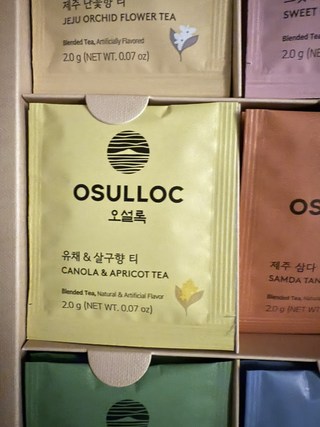 제주 난꽃향 티
JEJU ORCHID FLOWER TEA
Blended Tea, Artificially Flavored
2.0 g (NET WT. 0.07 oz)
SWEET
Blended Tea,
2.0 g (NET
OSULLOC
오설록
유채 & 살구향 티
CANOLA & APRICOT TEA
Blended Tea, Natural & Artificial Flavor
2.0 g (NET WT. 0.07 oz)
OS
제주 삼다
SAMDA TAN
Blended Tea, Natu
2.0 g (NET WT. 0